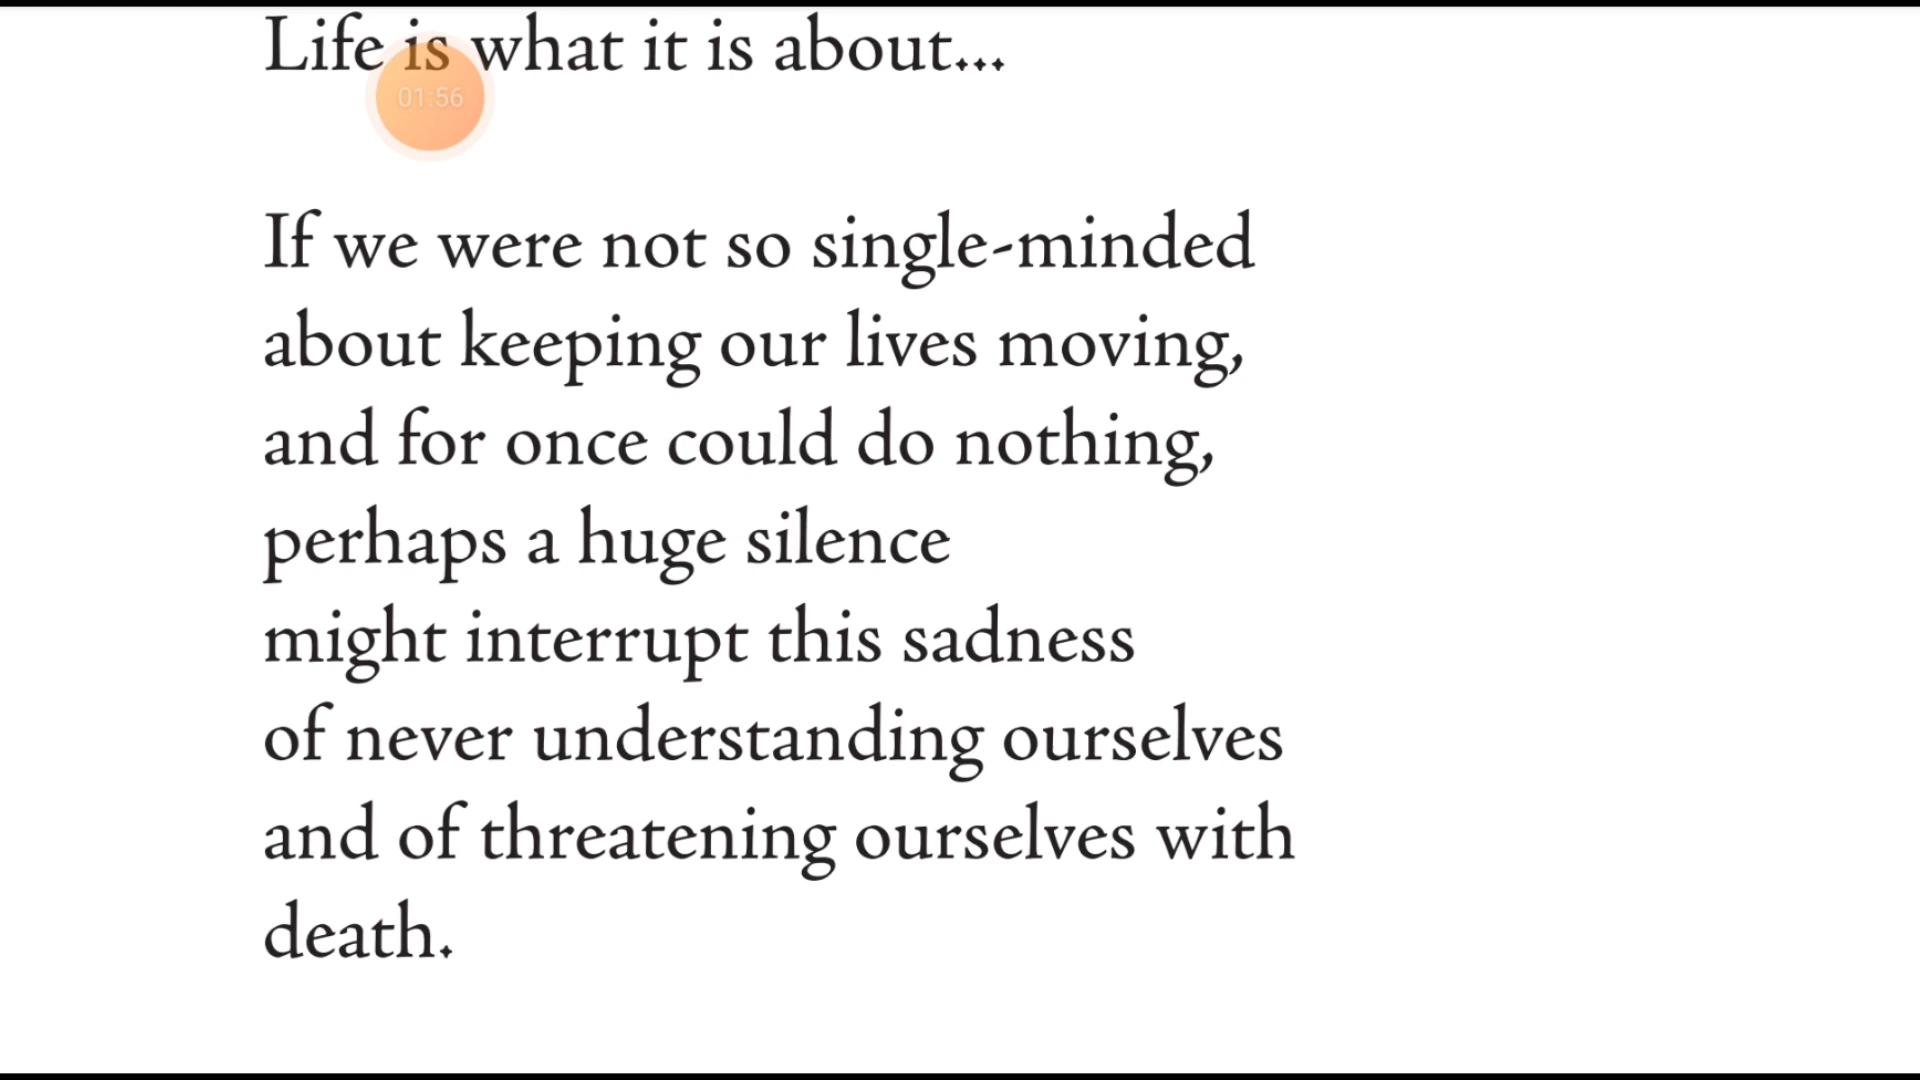 Life is what it is about...
01:56
If we were not so single-minded
about keeping our lives moving,
and for once could do nothing,
perhaps a huge silence
might interrupt this sadness
of never understanding ourselves
and of threatening ourselves with
death.